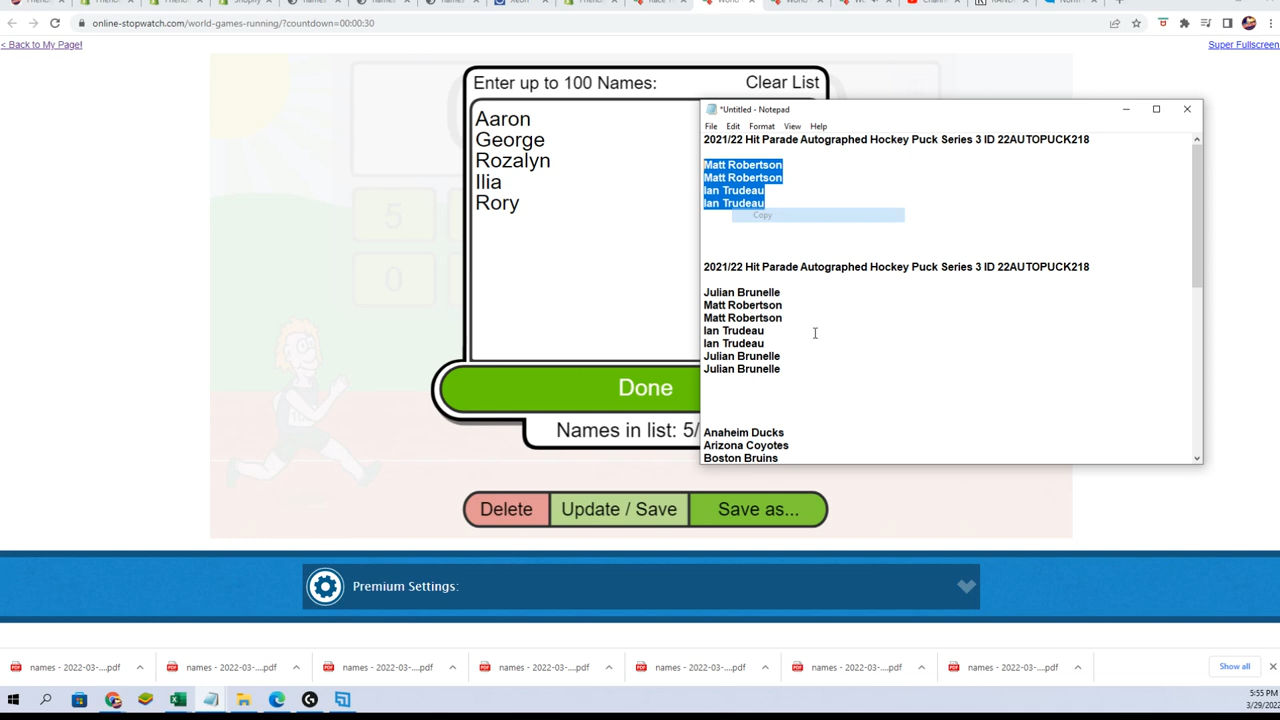 Shopify
online-stopwatch.com/world-games-running/?countdown=00:00:30
< Back to My Page!
Super Fullscreen
Enter up to 100 Names:
Clear List
Aaron
George
Rozalyn
Ilia
Rory
Done
Names in list: 5/
Delete
Update / Save
Save as...
5
0
*Untitled - Notepad
File Edit Format View Help
2021/22 Hit Parade Autographed Hockey Puck Series 3 ID 22AUTOPUCK218
Matt Robertson
Matt Robertson
Ian Trudeau
Ian Trudeau
Copy
2021/22 Hit Parade Autographed Hockey Puck Series 3 ID 22AUTOPUCK218
Julian Brunelle
Matt Robertson
Matt Robertson
Ian Trudeau
Ian Trudeau
Julian Brunelle
Julian Brunelle
Anaheim Ducks
Arizona Coyotes
Boston Bruins
Premium Settings:
names - 2022-03-....pdf
names - 2022-03-....pdf
names - 2022-03-....pdf
names - 2022-03-....pdf
names - 2022-03-....pdf
names - 2022-03-....pdf
names - 2022-03-....pdf
Show all
5:55 PM
3/29/2022